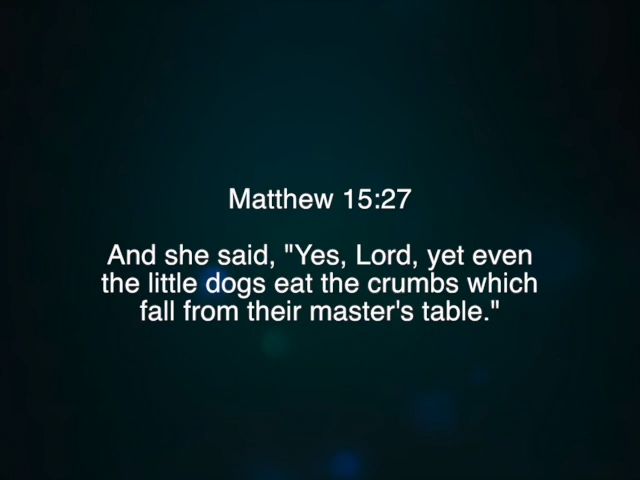 Matthew 15:27
And she said, "Yes, Lord, yet even
the little dogs eat the crumbs which
fall from their master's table."